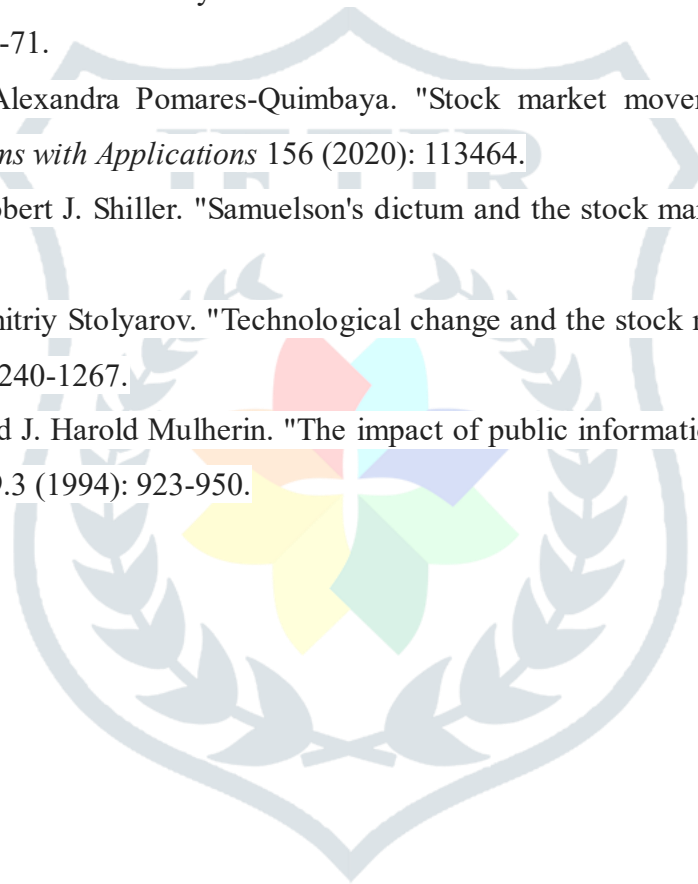 -71.
Alexandra Pomares-Quimbaya. "Stock market mover
ms with Applications 156 (2020): 113464.
obert J. Shiller. "Samuelson's dictum and the stock mar
mitriy Stolyarov. "Technological change and the stock r
240-1267.
d J. Harold Mulherin. "The impact of public informatio
9.3 (1994): 923-950.